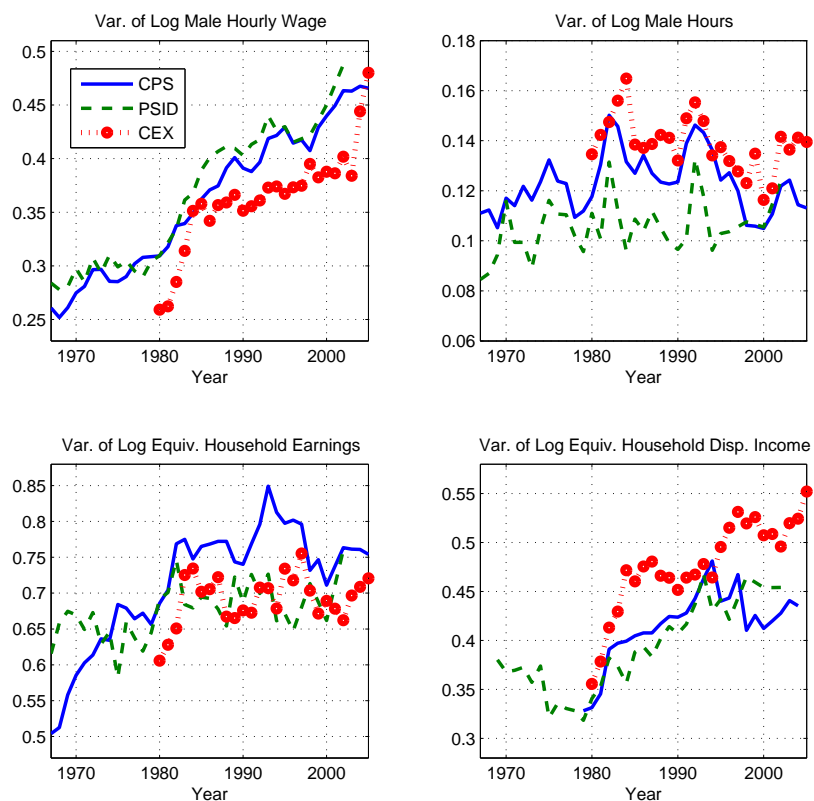 Var. of Log Male Hourly Wage
0.5
0.45
0.4
0.35
0.3
0.25
CPS
PSID
CEX
1970 1980 1990 2000
Year
Var. of Log Male Hours
0.18
0.16
0.14
0.12
0.1
0.08
0.06
1970 1980 1990 2000
Year
Var. of Log Equiv. Household Earnings
0.85
0.8
0.75
0.7
0.65
0.6
0.55
0.5
1970 1980 1990 2000
Year
Var. of Log Equiv. Household Disp. Income
0.55
0.5
0.45
0.4
0.35
0.3
1970 1980 1990 2000
Year